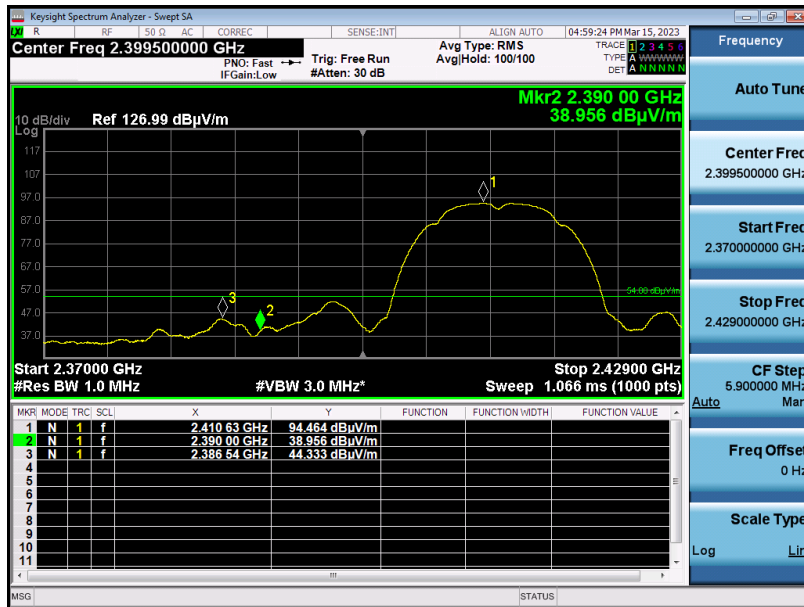 Keysight Spectrum Analyzer - Swept SA
LXI R RF 50 Ω AC CORREC SENSE:INT ALIGN AUTO 04:59:24 PM Mar 15, 2023
Center Freq 2.399500000 GHz
PNO: Fast
IFGain:Low
Trig: Free Run
#Atten: 30 dB
Avg Type: RMS
Avg|Hold: 100/100
TRACE 1 2 3 4 5 6
TYPE A WWWWW
DET A N N N N N
Mkr2 2.390 00 GHz
38.956 dBµV/m
10 dB/div Ref 126.99 dBµV/m
Log
117
107
97.0
87.0
77.0
67.0
57.0
47.0
37.0
1
2
3
54.00 dBµV/m
Start 2.37000 GHz Stop 2.42900 GHz
#Res BW 1.0 MHz #VBW 3.0 MHz* Sweep 1.066 ms (1000 pts)
MKR MODE TRC SCL X Y FUNCTION FUNCTION WIDTH FUNCTION VALUE
1 N 1 f 2.410 63 GHz 94.464 dBµV/m
2 N 1 f 2.390 00 GHz 38.956 dBµV/m
3 N 1 f 2.386 54 GHz 44.333 dBµV/m
4
5
6
7
8
9
10
11
MSG STATUS
Frequency
Auto Tune
Center Freq
2.399500000 GHz
Start Freq
2.370000000 GHz
Stop Freq
2.429000000 GHz
CF Step
5.900000 MHz
Auto Man
Freq Offset
0 Hz
Scale Type
Log Lin